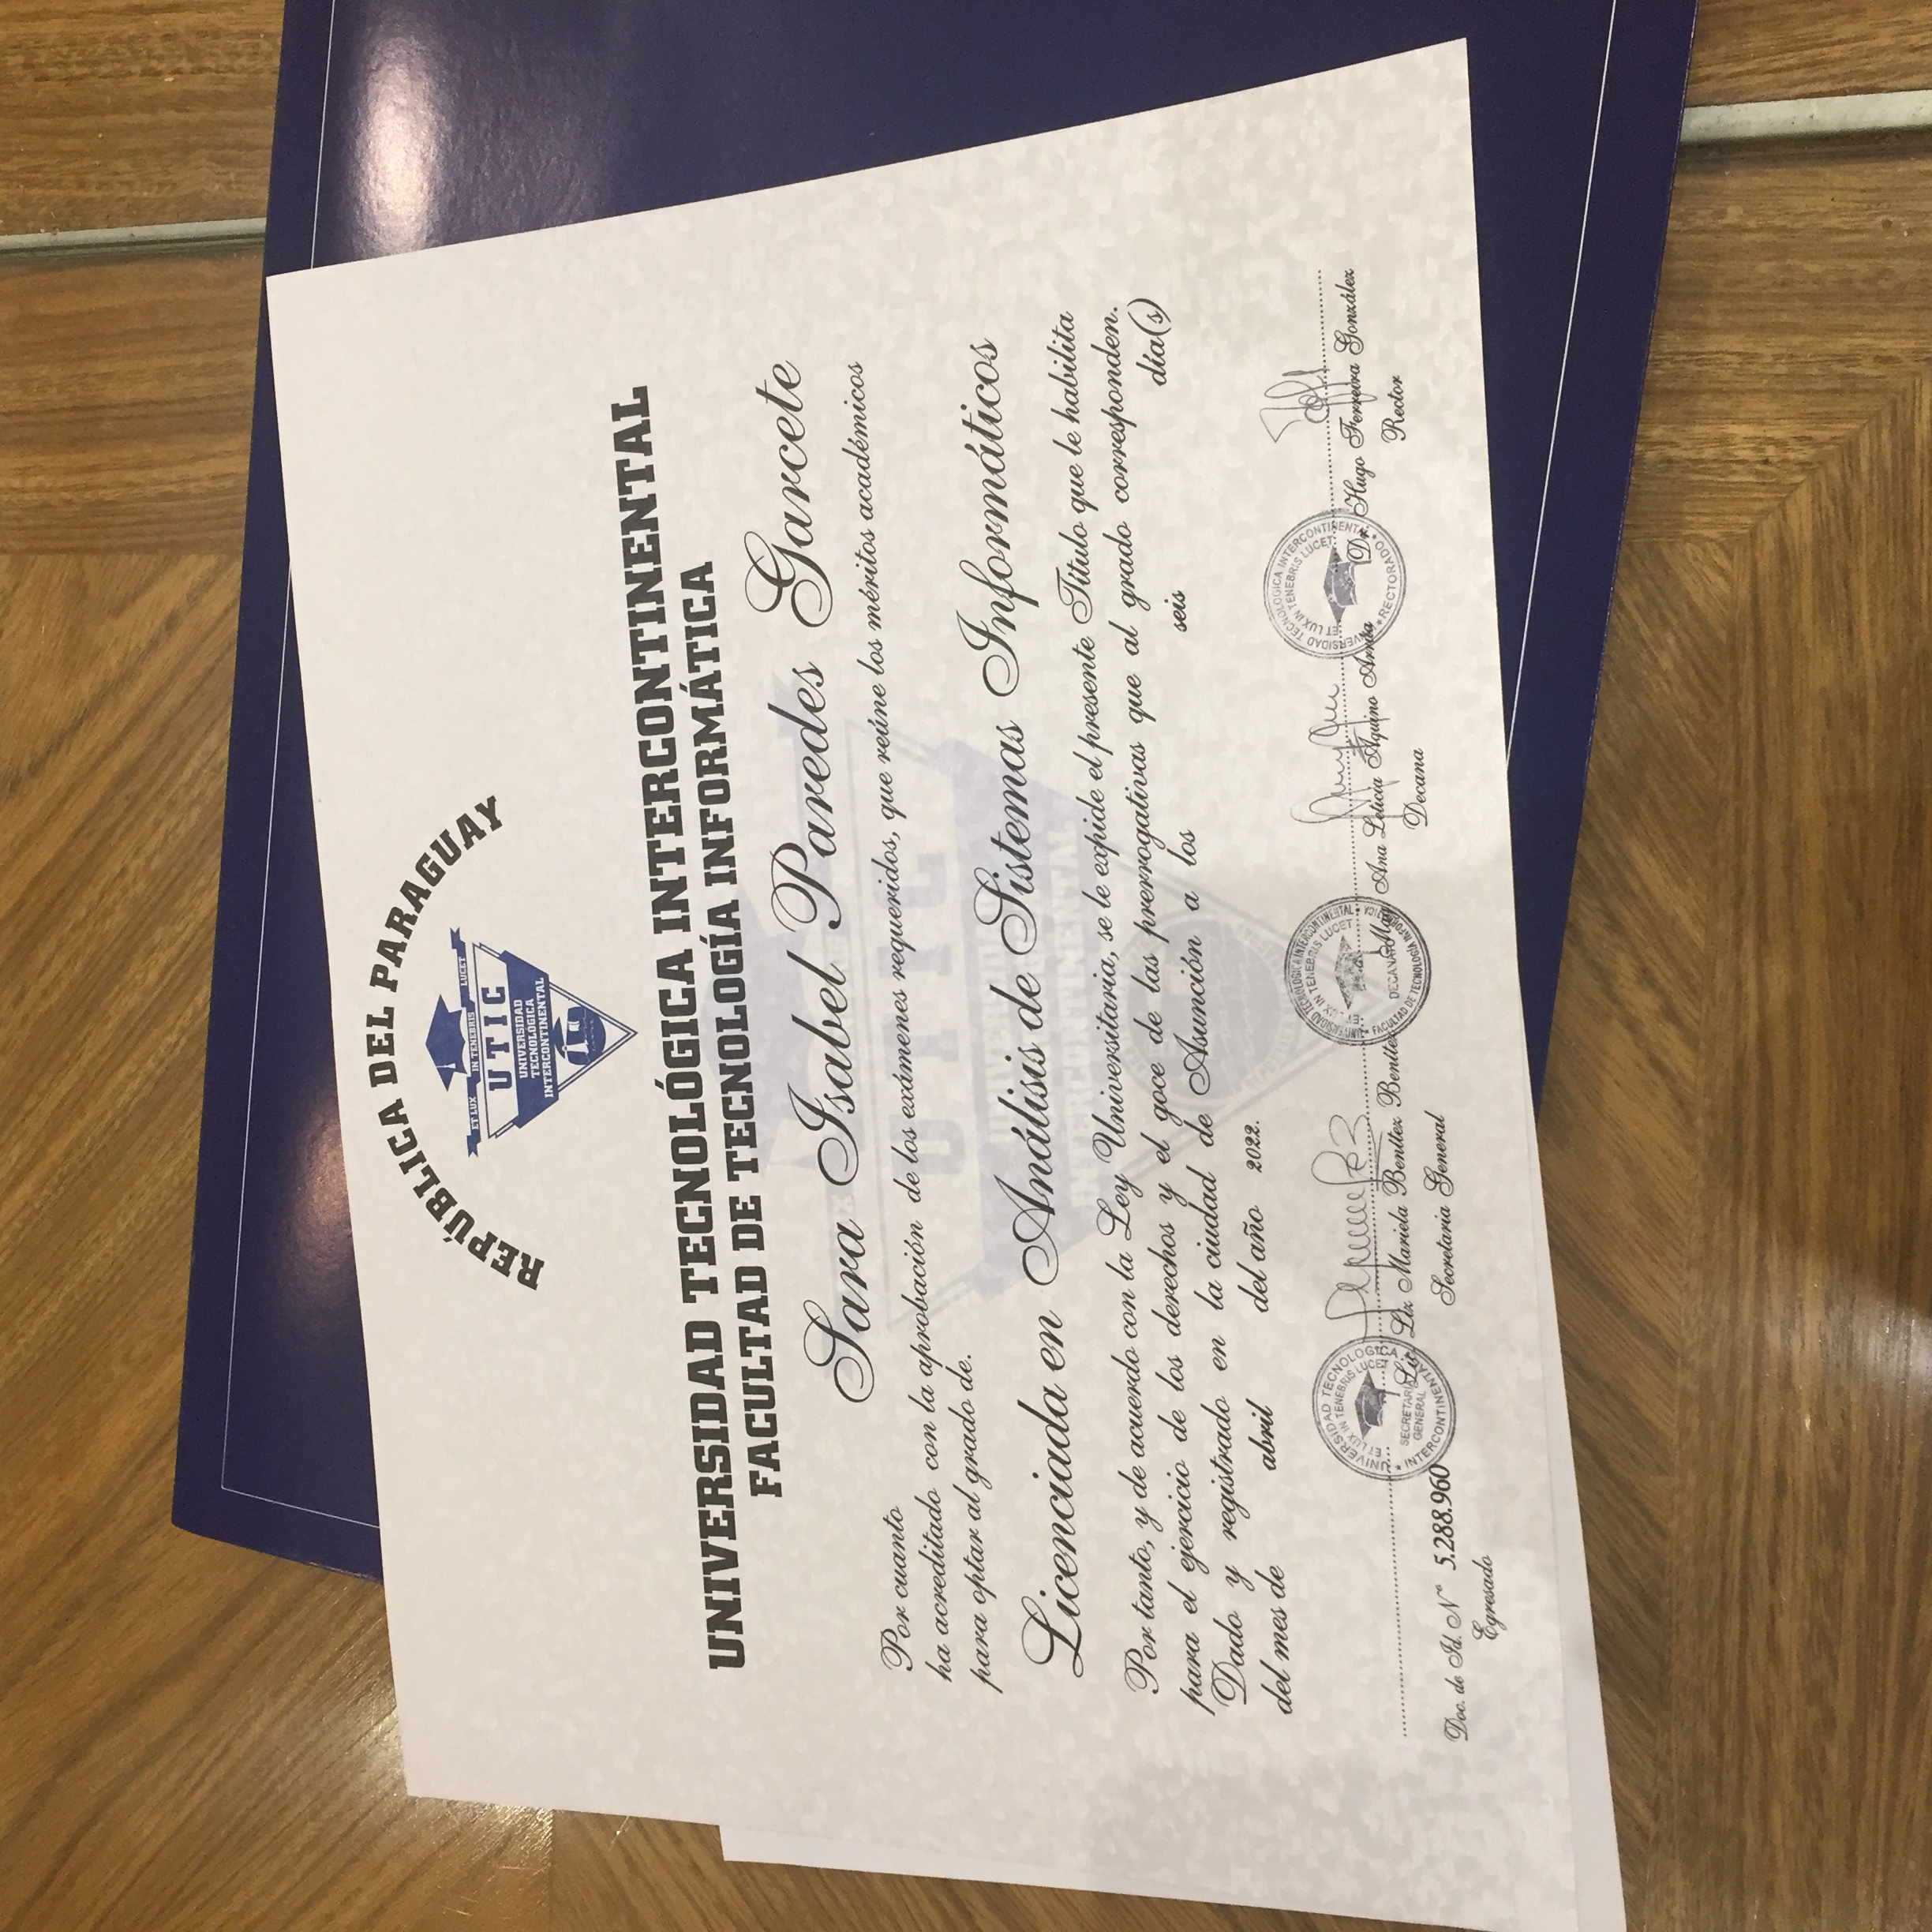 REPÚBLICA DEL PARAGUAY
ET LUX IN TENEBRIS LUCET
UTIC
UNIVERSIDAD
TECNOLÓGICA
INTERCONTINENTAL
UNIVERSIDAD TECNOLÓGICA INTERCONTINENTAL
FACULTAD DE TECNOLOGÍA INFORMÁTICA
Sara Isabel Paredes Garcete
Por cuanto
ha acreditado con la aprobación de los exámenes requeridos, que reúne los méritos académicos
para optar al grado de.
Licenciada en Análisis de Sistemas Informáticos
Por tanto, y de acuerdo con la Ley Universitaria, se le expide el presente Título que le habilita
para el ejercicio de los derechos y el goce de las prerrogativas que al grado corresponden.
Dado y registrado en la ciudad de Asunción a los seis día(s)
del mes de abril del año 2022.
UNIVERSIDAD TECNOLÓGICA INTERCONTINENTAL
ET LUX IN TENEBRIS LUCET
SECRETARIA
GENERAL
Lic. Liz Mariela Benítez Benítez
Secretaria General
UNIVERSIDAD TECNOLOGICA INTERCONTINENTAL
ET LUX IN TENEBRIS LUCET
DECANATO
FACULTAD DE TECNOLOGÍA INFORMÁTICA
Mag. Ana Leticia Aquino Arrúa
Decana
UNIVERSIDAD TECNOLOGICA INTERCONTINENTAL
ET LUX IN TENEBRIS LUCET
RECTORADO
Dr. Hugo Ferreira González
Rector
Doc. de Id. Nº 5.288.960
Egresado